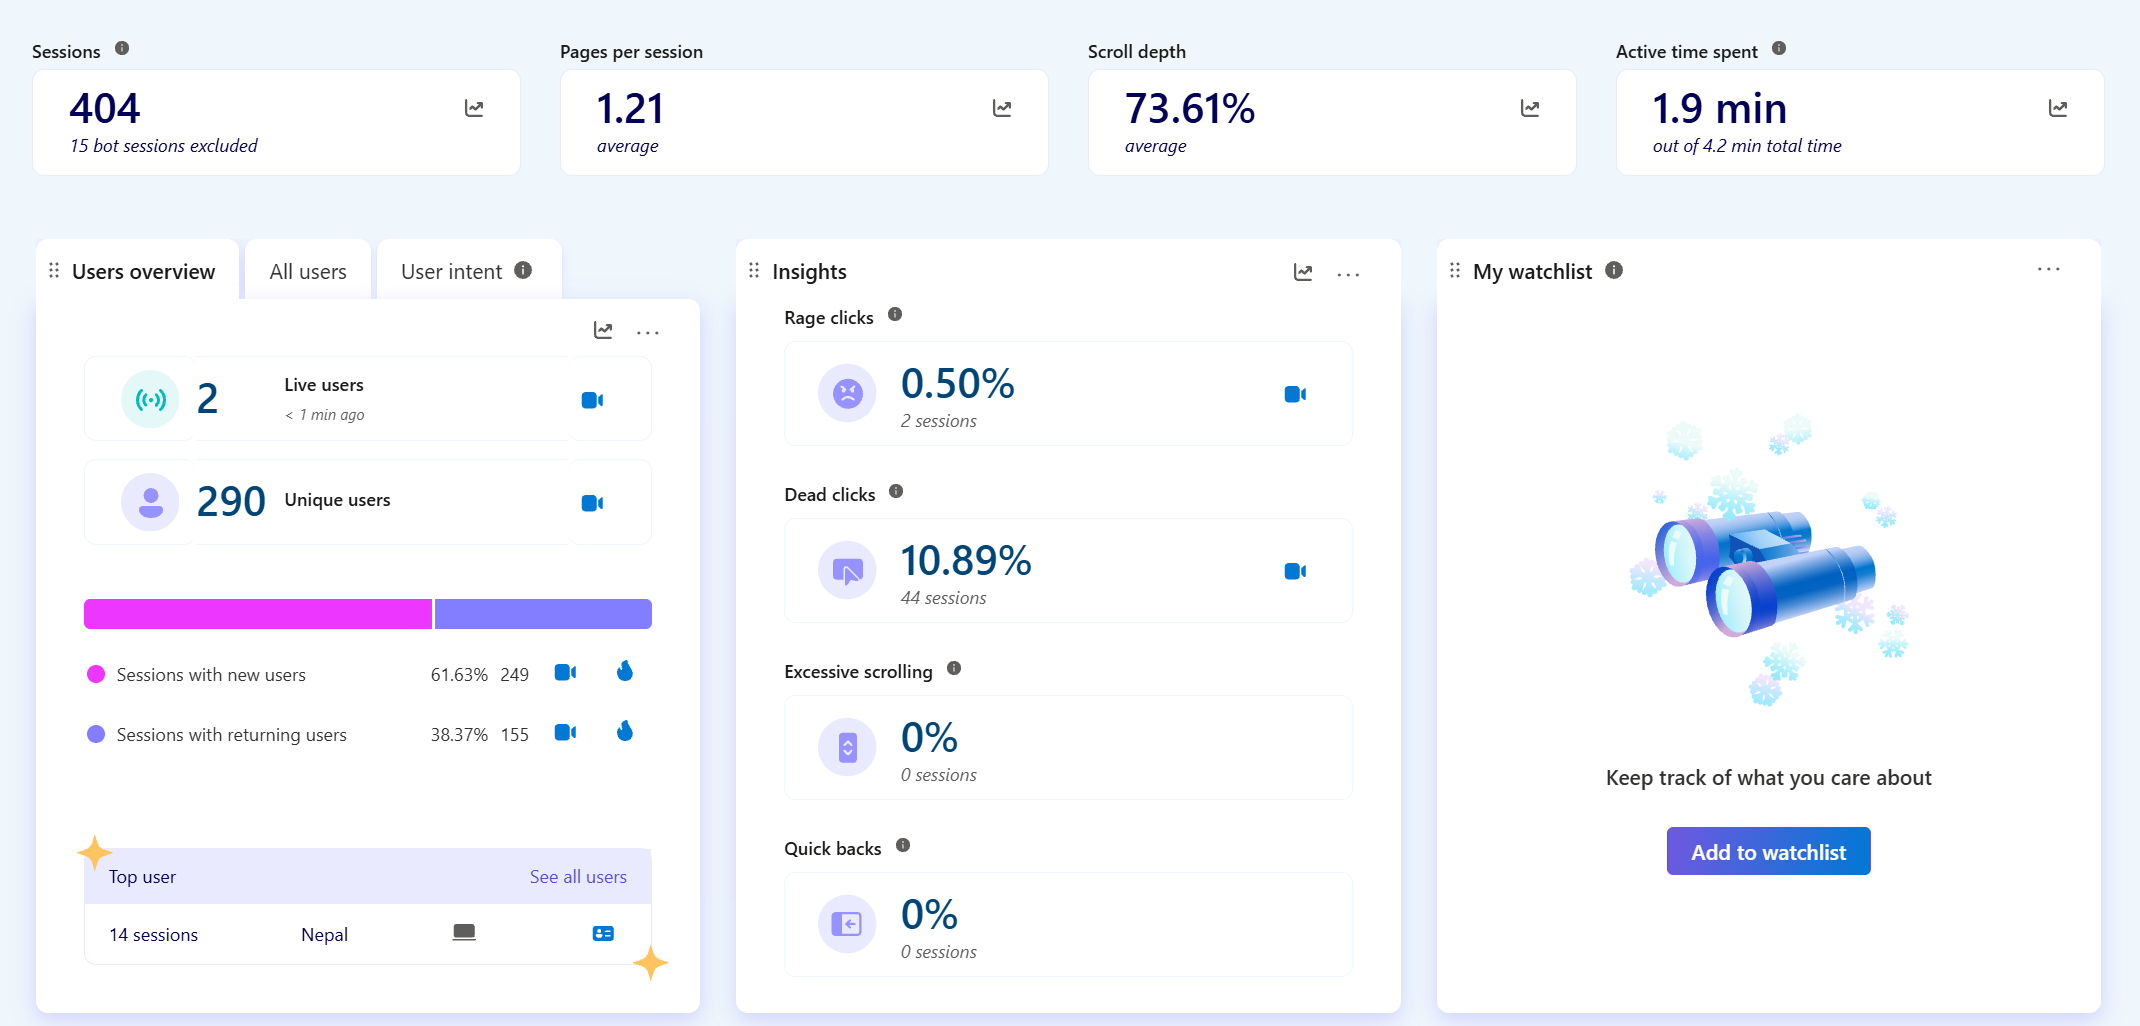 Sessions
404
15 bot sessions excluded
Pages per session
1.21
average
Scroll depth
73.61%
average
Active time spent
1.9 min
out of 4.2 min total time
Users overview
All users
User intent
2
Live users
< 1 min ago
290
Unique users
Sessions with new users 61.63% 249
Sessions with returning users 38.37% 155
Top user See all users
14 sessions Nepal
Insights
Rage clicks
0.50%
2 sessions
Dead clicks
10.89%
44 sessions
Excessive scrolling
0%
0 sessions
Quick backs
0%
0 sessions
My watchlist
Keep track of what you care about
Add to watchlist